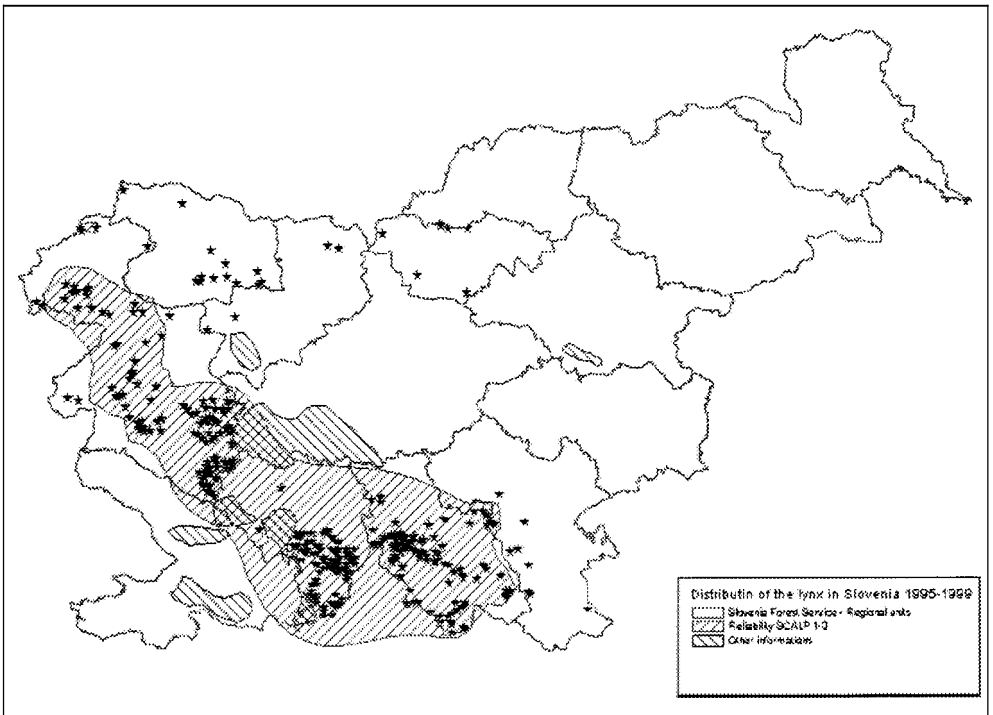 Distributin of the lynx in Slovenia 1995-1999
Slovenia Forest Service - Regional units
Reliability SCALP 1-3
Other informations